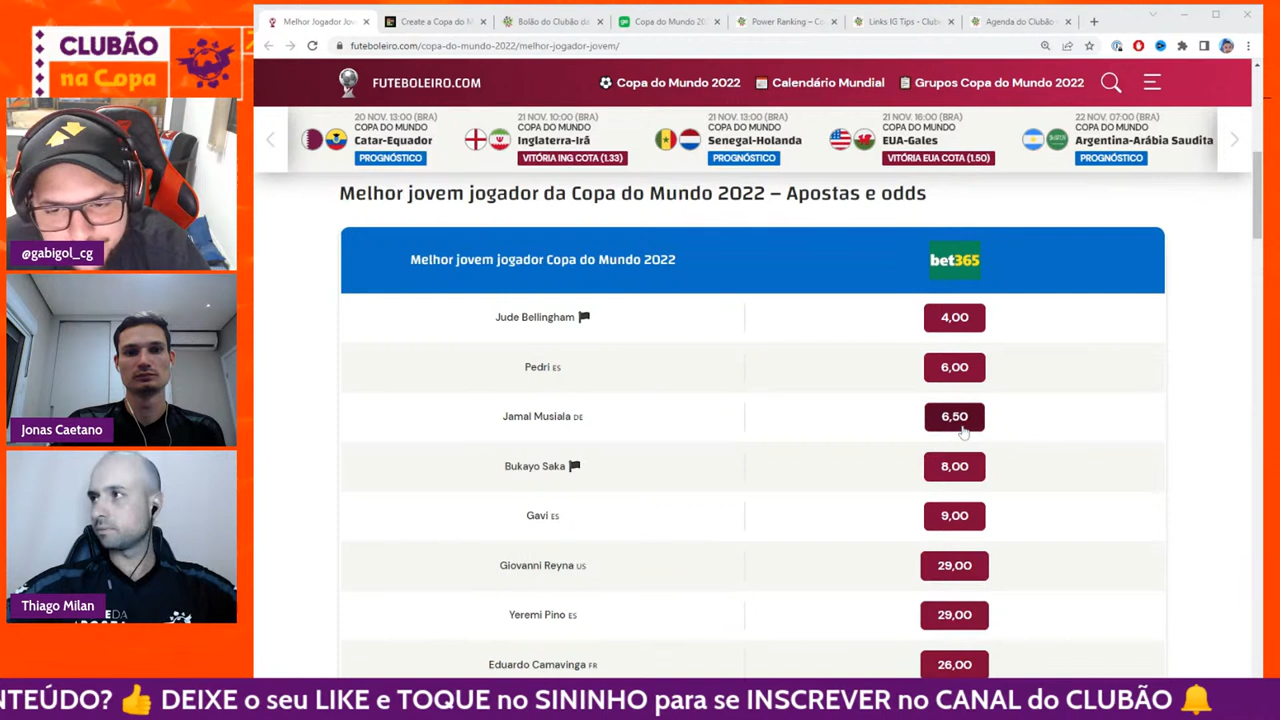 CLUBÃO
na Copa
@gabigol_cg
Jonas Caetano
Thiago Milan
Melhor Jogador Jov
Create a Copa do M
Bolão do Clubão da
Copa do Mundo 202
Power Ranking – Co
Links IG Tips - Club
Agenda do Clubão
futeboleiro.com/copa-do-mundo-2022/melhor-jogador-jovem/
FUTEBOLEIRO.COM
Copa do Mundo 2022
Calendário Mundial
Grupos Copa do Mundo 2022
20 NOV. 13:00 (BRA)
COPA DO MUNDO
Catar-Equador
PROGNÓSTICO
21 NOV. 10:00 (BRA)
COPA DO MUNDO
Inglaterra-Irã
VITÓRIA ING COTA (1.33)
21 NOV. 13:00 (BRA)
COPA DO MUNDO
Senegal-Holanda
PROGNÓSTICO
21 NOV. 16:00 (BRA)
COPA DO MUNDO
EUA-Gales
VITÓRIA EUA COTA (1.50)
22 NOV. 07:00 (BRA)
COPA DO MUNDO
Argentina-Arábia Saudita
PROGNÓSTICO
Melhor jovem jogador da Copa do Mundo 2022 – Apostas e odds
Melhor jovem jogador Copa do Mundo 2022 bet365
Jude Bellingham 4,00
Pedri ES 6,00
Jamal Musiala DE 6,50
Bukayo Saka 8,00
Gavi ES 9,00
Giovanni Reyna US 29,00
Yeremi Pino ES 29,00
Eduardo Camavinga FR 26,00
NTEÚDO? 👍 DEIXE o seu LIKE e TOQUE no SININHO para se INSCREVER no CANAL do CLUBÃO 🔔